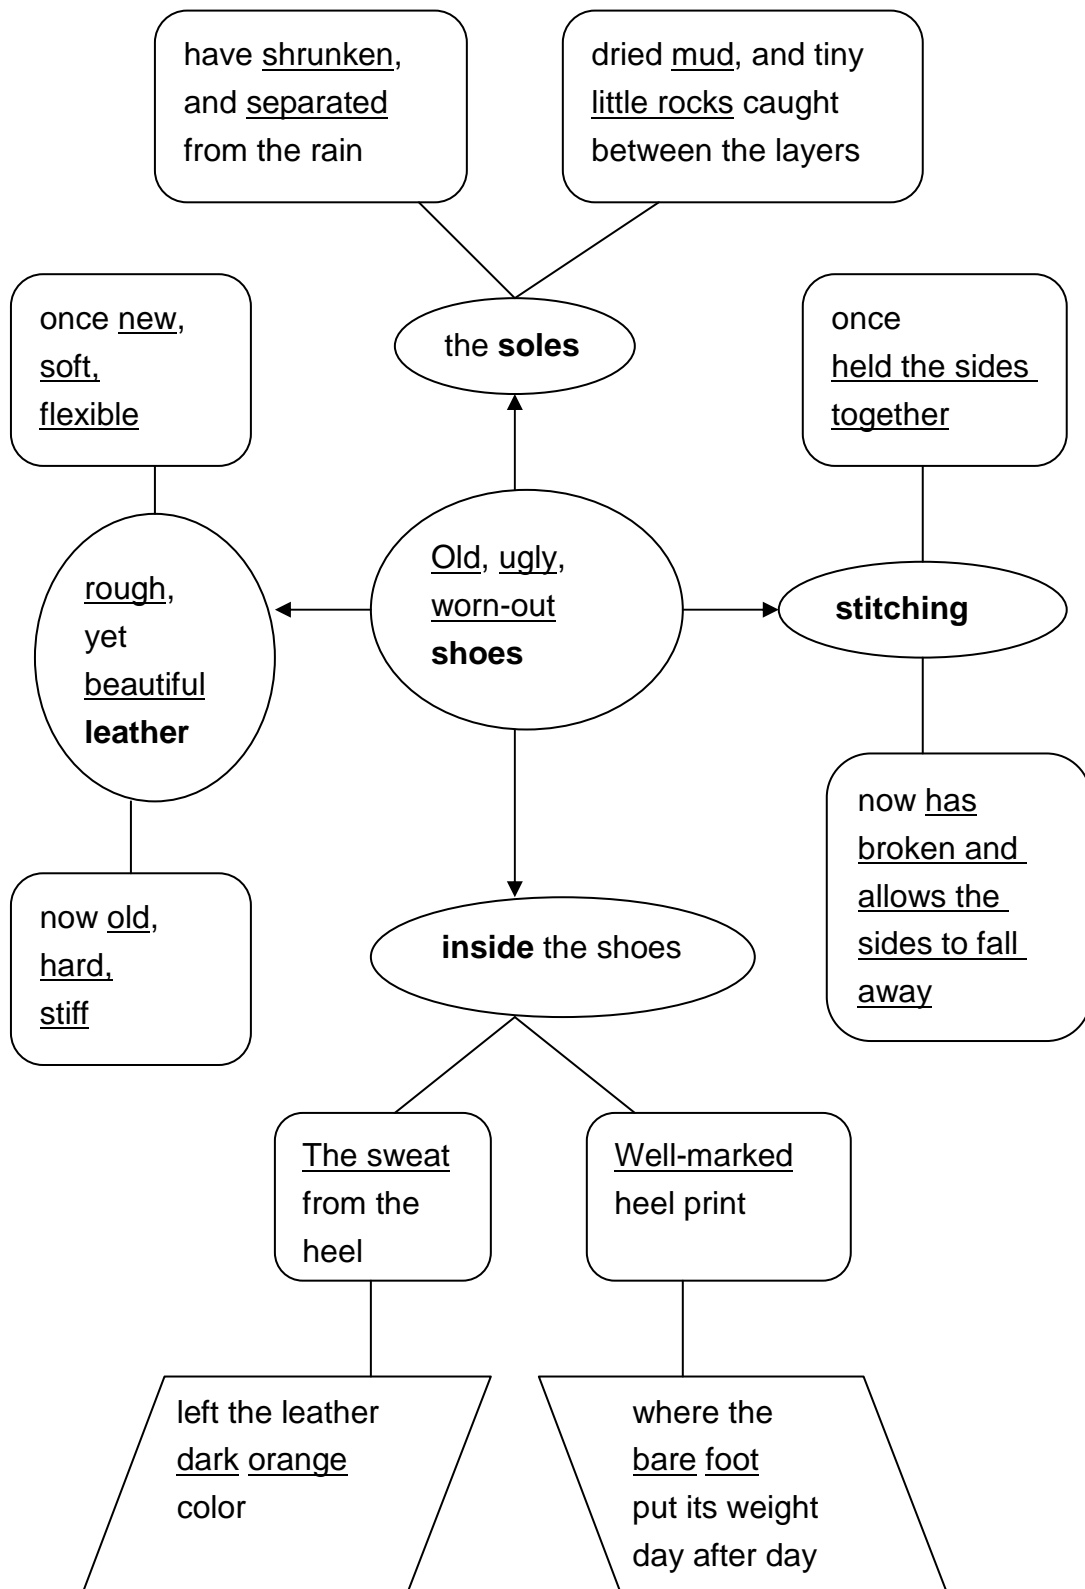 have shrunken,
and separated
from the rain
dried mud, and tiny
little rocks caught
between the layers
the soles
once new,
soft,
flexible
once
held the sides
together
rough,
yet
beautiful
leather
Old, ugly,
worn-out
shoes
stitching
now old,
hard,
stiff
now has
broken and
allows the
sides to fall
away
inside the shoes
The sweat
from the
heel
Well-marked
heel print
left the leather
dark orange
color
where the
bare foot
put its weight
day after day